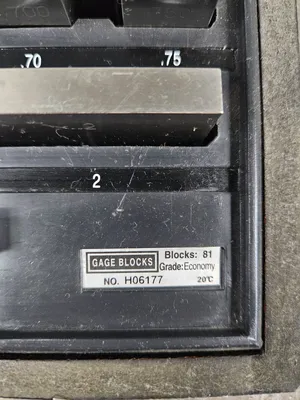 .70 .75
2
GAGE BLOCKS Blocks: 81
Grade:Economy
NO. H06177 20℃